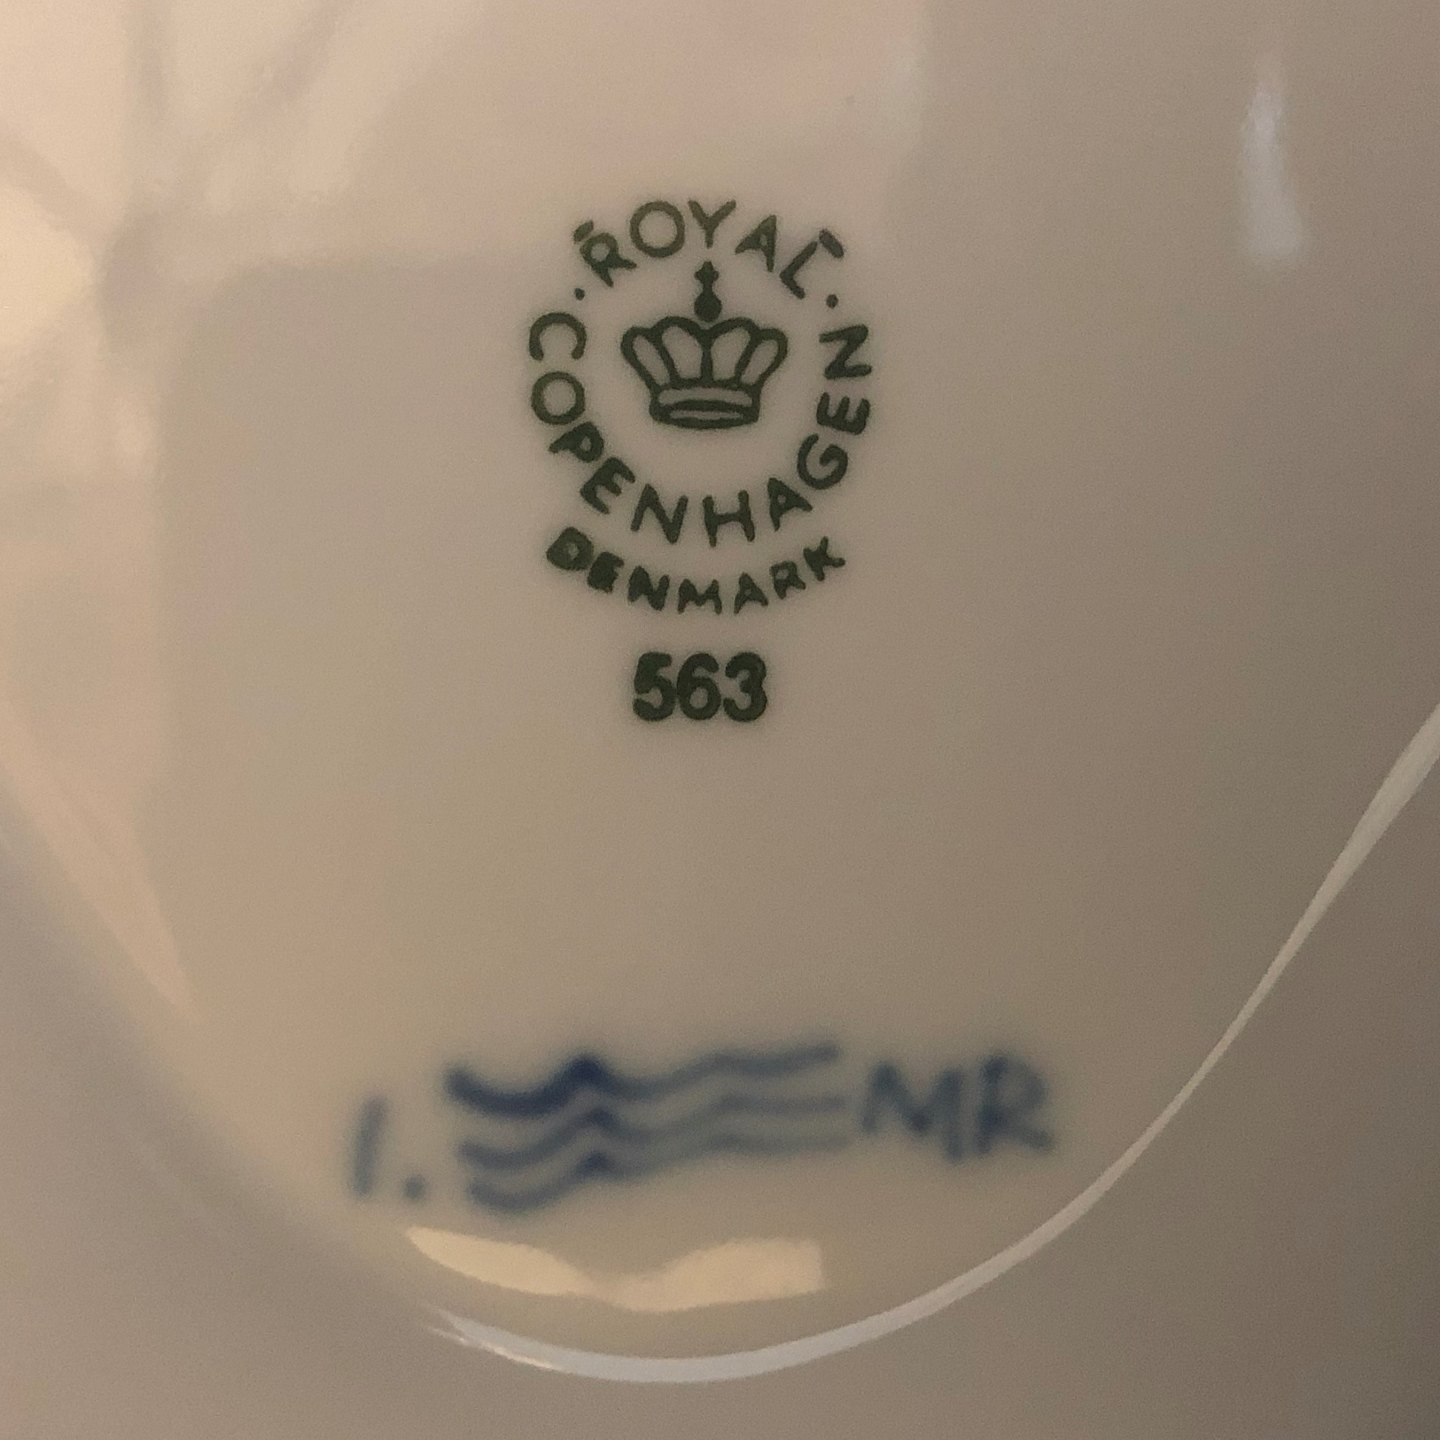 · ROYAL ·
COPENHAGEN
DENMARK
563
1. MR